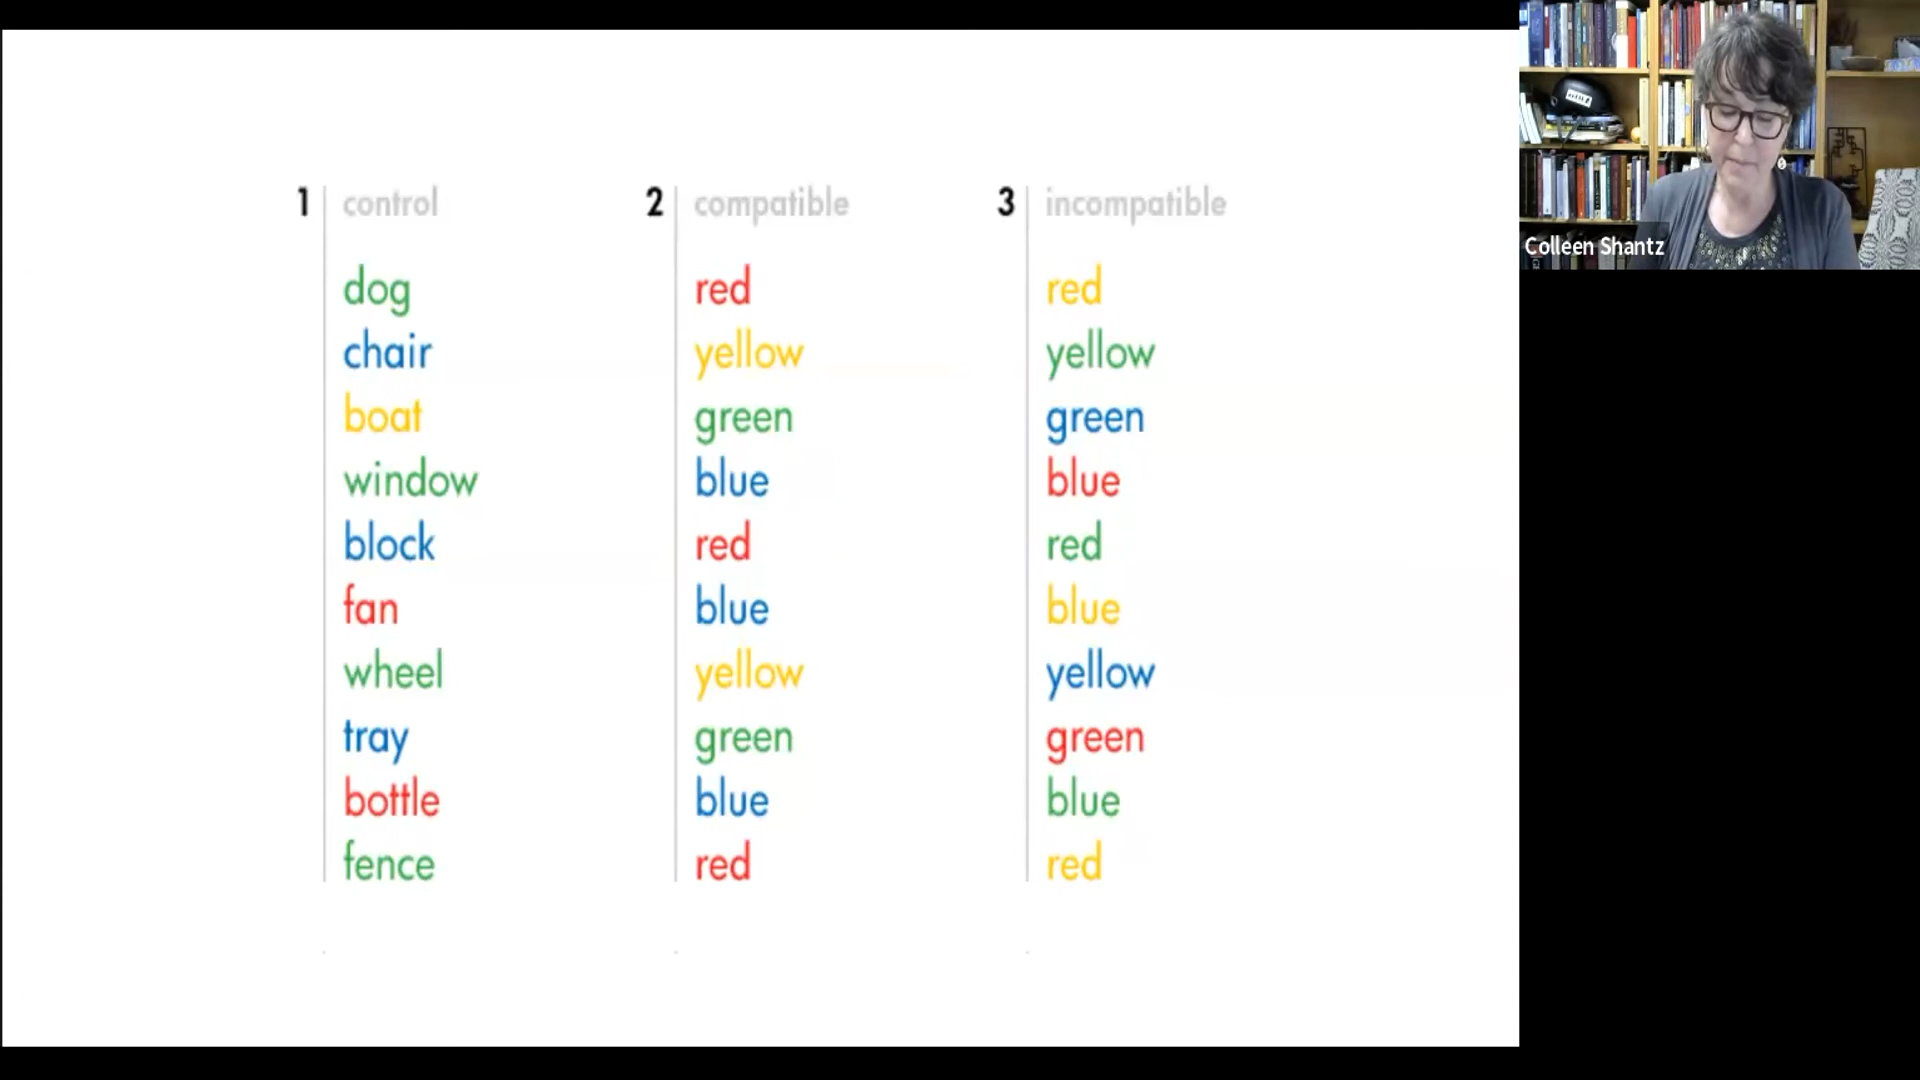 1 control
dog
chair
boat
window
block
fan
wheel
tray
bottle
fence
2 compatible
red
yellow
green
blue
red
blue
yellow
green
blue
red
3 incompatible
red
yellow
green
blue
red
blue
yellow
green
blue
red
Colleen Shantz